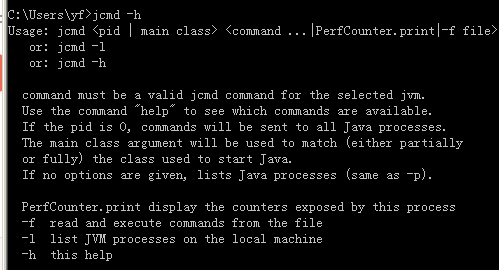 C:\Users\yf>jcmd -h
Usage: jcmd <pid | main class> <command ...|PerfCounter.print|-f file>
or: jcmd -l
or: jcmd -h
command must be a valid jcmd command for the selected jvm.
Use the command "help" to see which commands are available.
If the pid is 0, commands will be sent to all Java processes.
The main class argument will be used to match (either partially
or fully) the class used to start Java.
If no options are given, lists Java processes (same as -p).
PerfCounter.print display the counters exposed by this process
-f read and execute commands from the file
-l list JVM processes on the local machine
-h this help